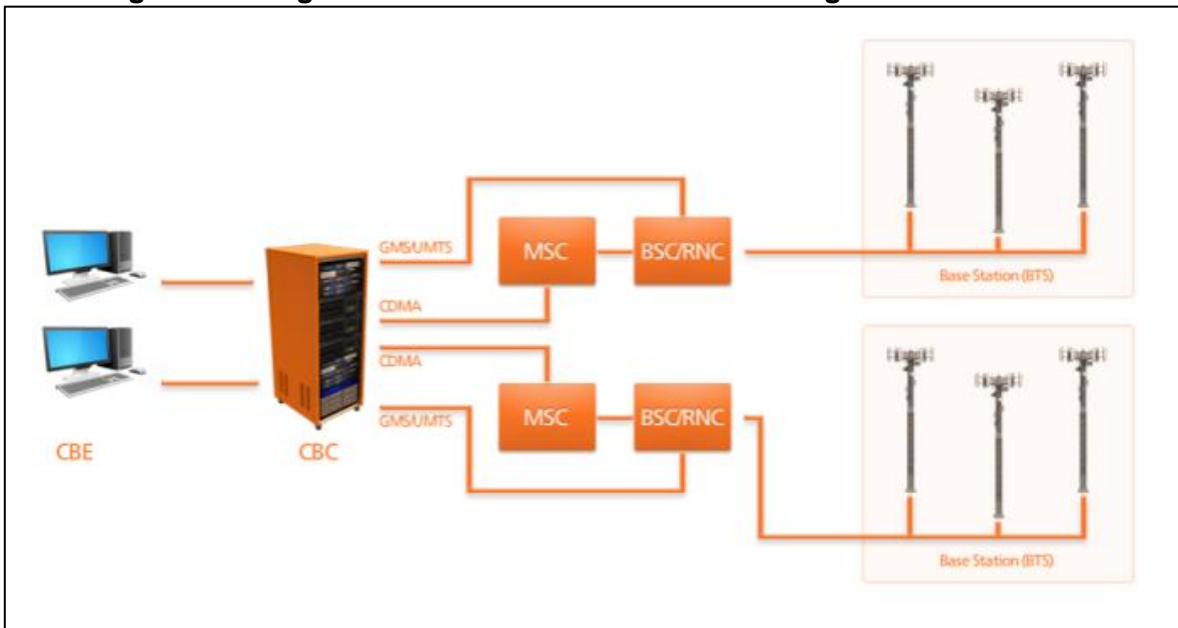 GMS/UMTS
MSC
BSC/RNC
CDMA
Base Station (BTS)
CDMA
GMS/UMTS
MSC
BSC/RNC
CBE
CBC
Base Station (BTS)